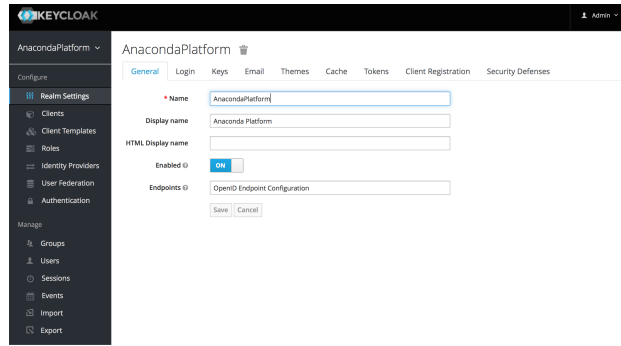 KEYCLOAK
Admin
AnacondaPlatform
Configure
Realm Settings
Clients
Client Templates
Roles
Identity Providers
User Federation
Authentication
Manage
Groups
Users
Sessions
Events
Import
Export
AnacondaPlatform
General Login Keys Email Themes Cache Tokens Client Registration Security Defenses
* Name AnacondaPlatform
Display name Anaconda Platform
HTML Display name
Enabled ON
Endpoints OpenID Endpoint Configuration
Save Cancel